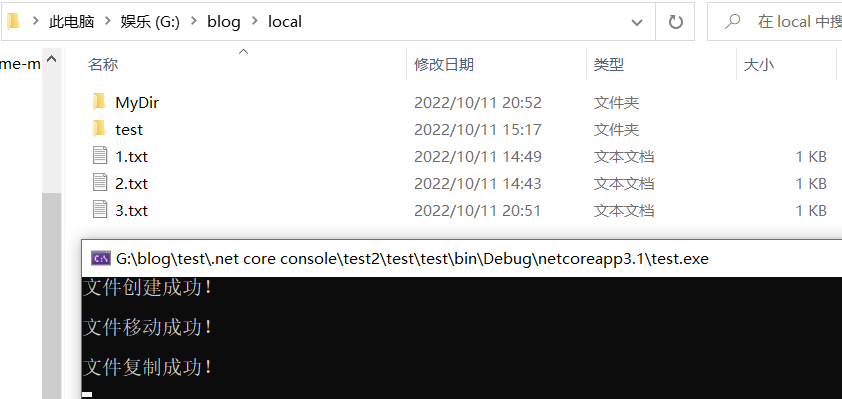 此电脑 娱乐 (G:) blog local 在 local 中搜
me-m 名称 修改日期 类型 大小
MyDir 2022/10/11 20:52 文件夹
test 2022/10/11 15:17 文件夹
1.txt 2022/10/11 14:49 文本文档 1 KB
2.txt 2022/10/11 14:43 文本文档 1 KB
3.txt 2022/10/11 20:51 文本文档 1 KB
C:\ G:\blog\test\.net core console\test2\test\test\bin\Debug\netcoreapp3.1\test.exe
文件创建成功!
文件移动成功!
文件复制成功!